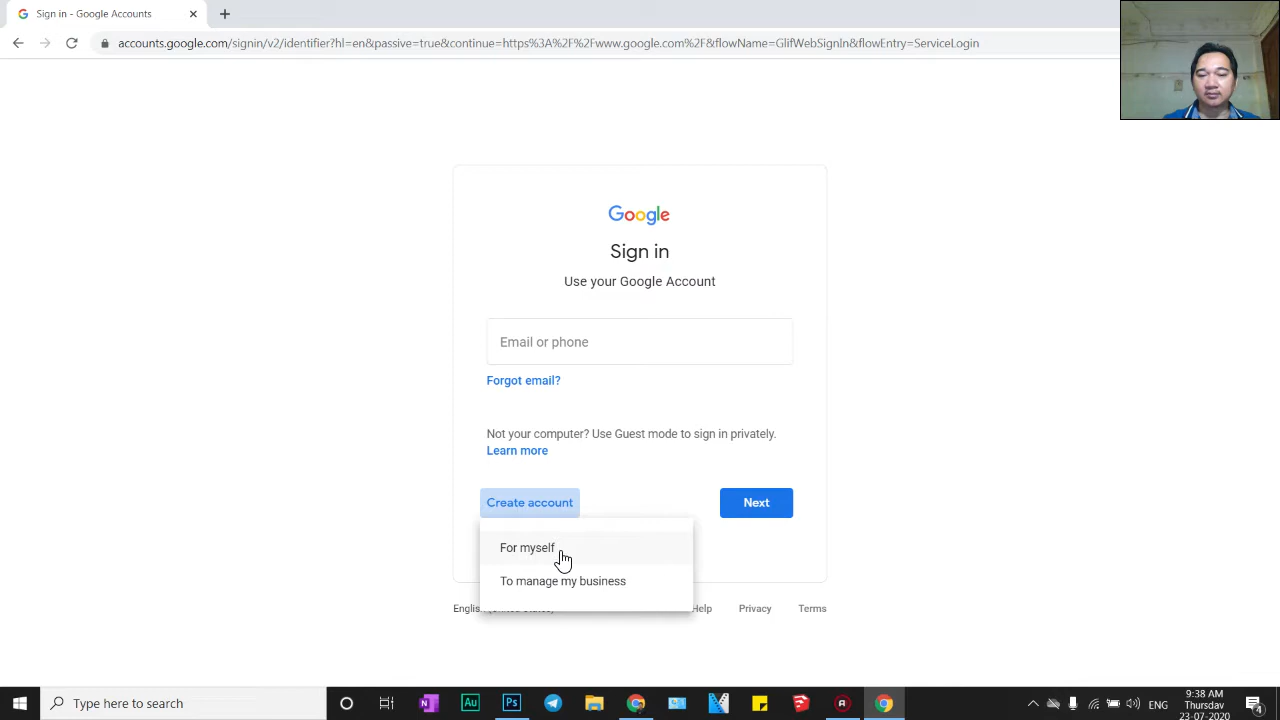 Sign in - Google Accounts
accounts.google.com/signin/v2/identifier?hl=en&passive=true&continue=https%3A%2F%2Fwww.google.com%2F&flowName=GlifWebSignIn&flowEntry=ServiceLogin
Google
Sign in
Use your Google Account
Email or phone
Forgot email?
Not your computer? Use Guest mode to sign in privately.
Learn more
Create account
Next
For myself
To manage my business
Help Privacy Terms
Type here to search
Au Ps
ENG
9:38 AM
Thursday
23-07-2020
4